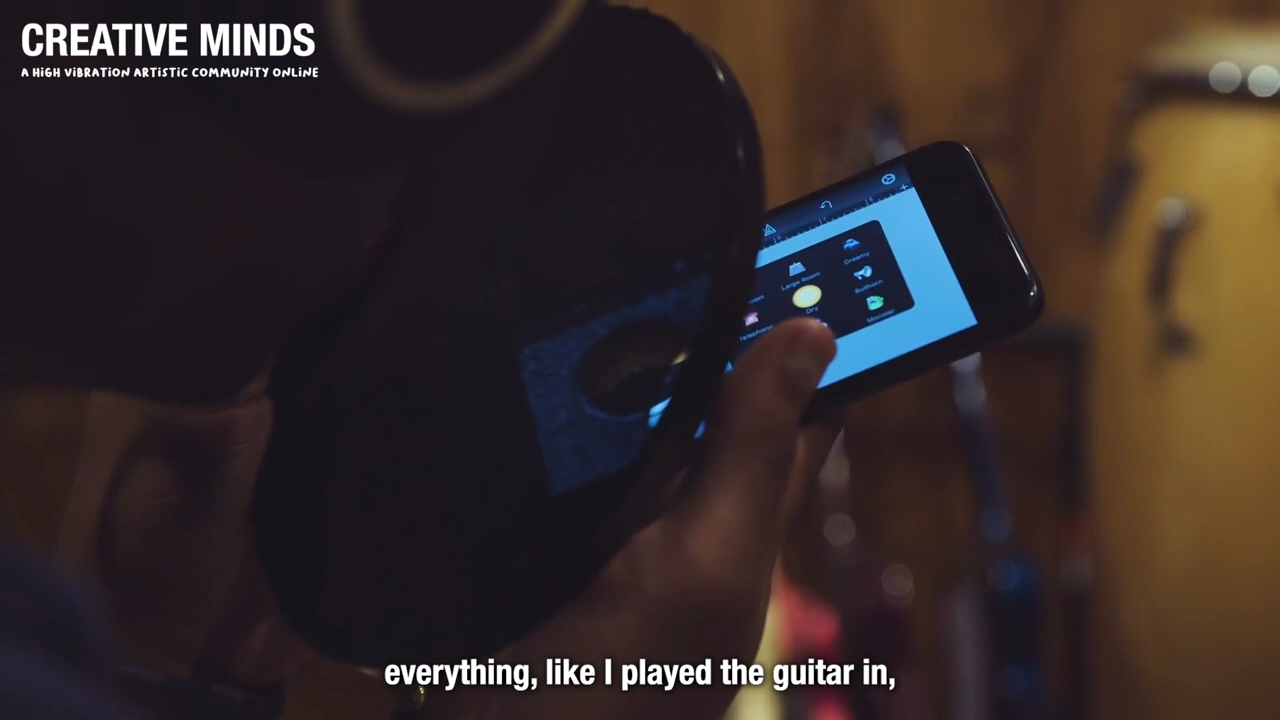 CREATIVE MINDS
A HIGH VIBRATION ARTISTIC COMMUNITY ONLINE
Dreamy
Large Room
Bullhorn
Dry
Monster
Telephone
everything, like I played the guitar in,